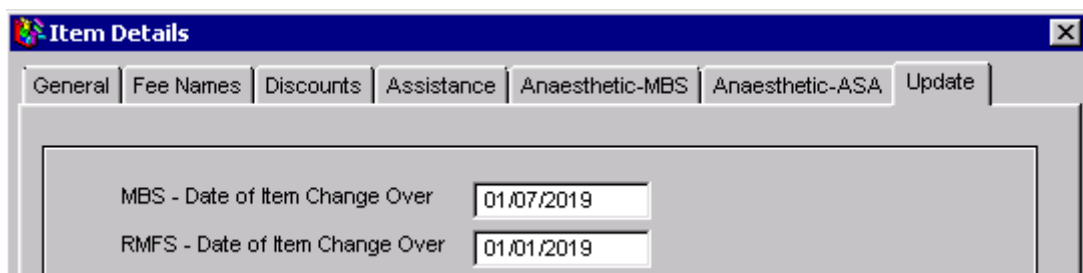 Item Details
General Fee Names Discounts Assistance Anaesthetic-MBS Anaesthetic-ASA Update
MBS - Date of Item Change Over 01/07/2019
RMFS - Date of Item Change Over 01/01/2019